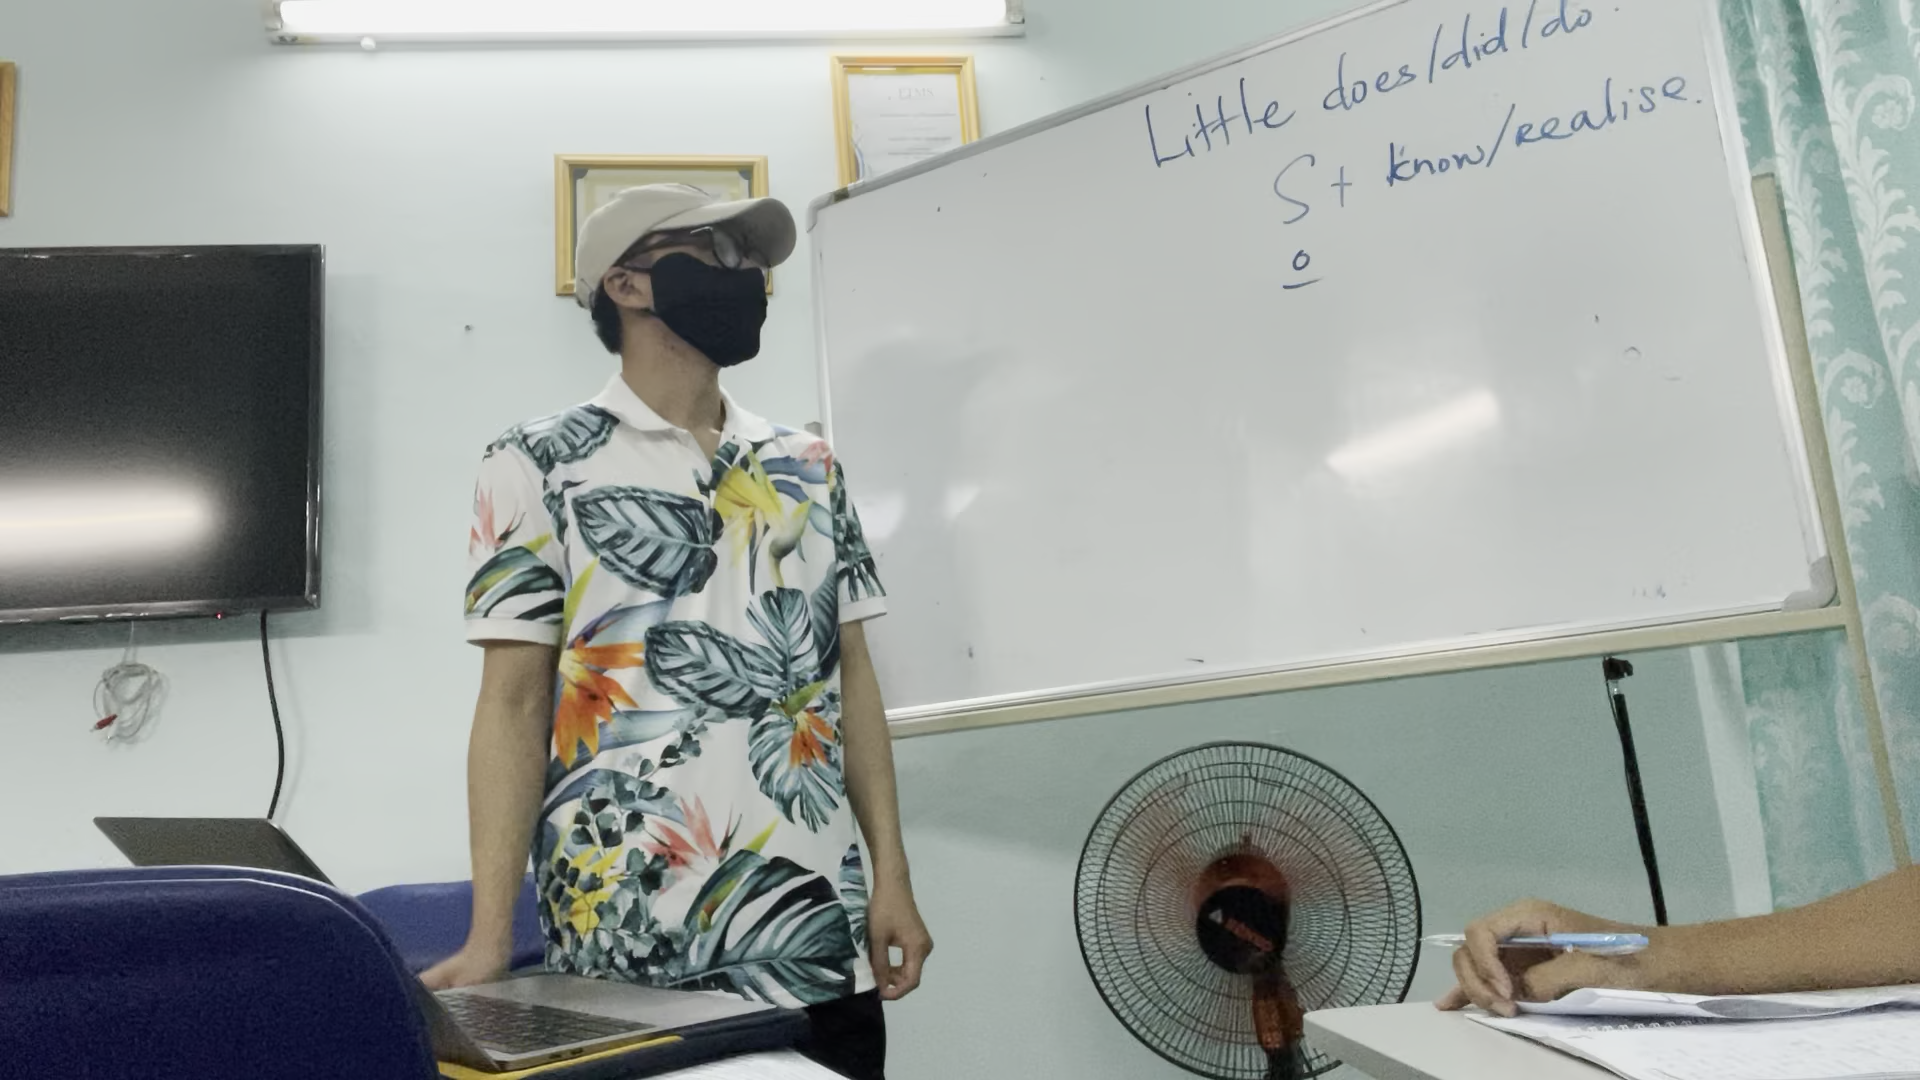 Little does/did/do.
S + know/realise.
o